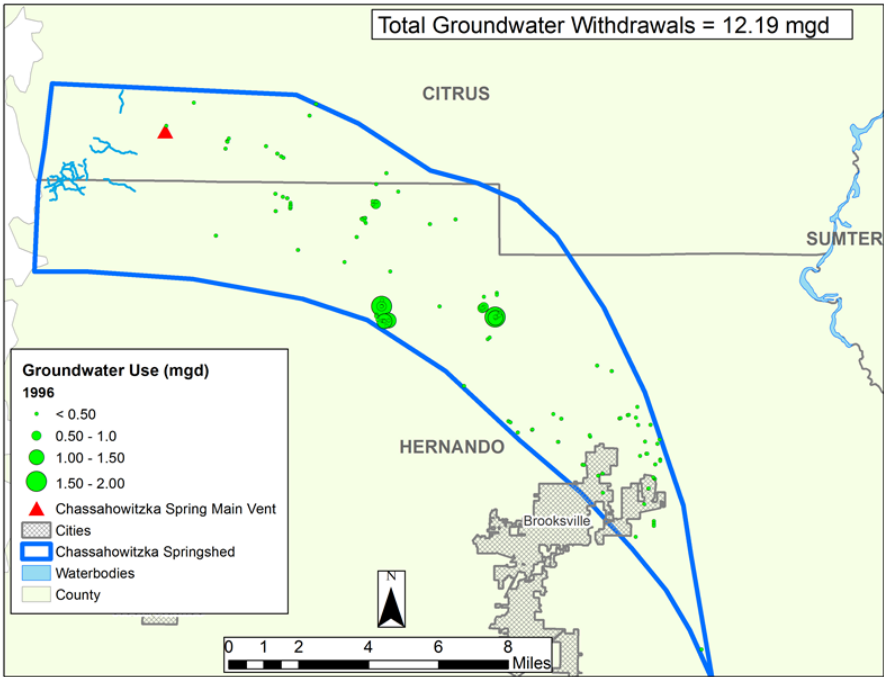 Total Groundwater Withdrawals = 12.19 mgd
CITRUS
SUMTER
Groundwater Use (mgd)
1996
< 0.50
0.50 - 1.0
1.00 - 1.50
1.50 - 2.00
Chassahowitzka Spring Main Vent
Cities
Chassahowitzka Springshed
Waterbodies
County
HERNANDO
Brooksville
N
0 1 2 4 6 8
Miles